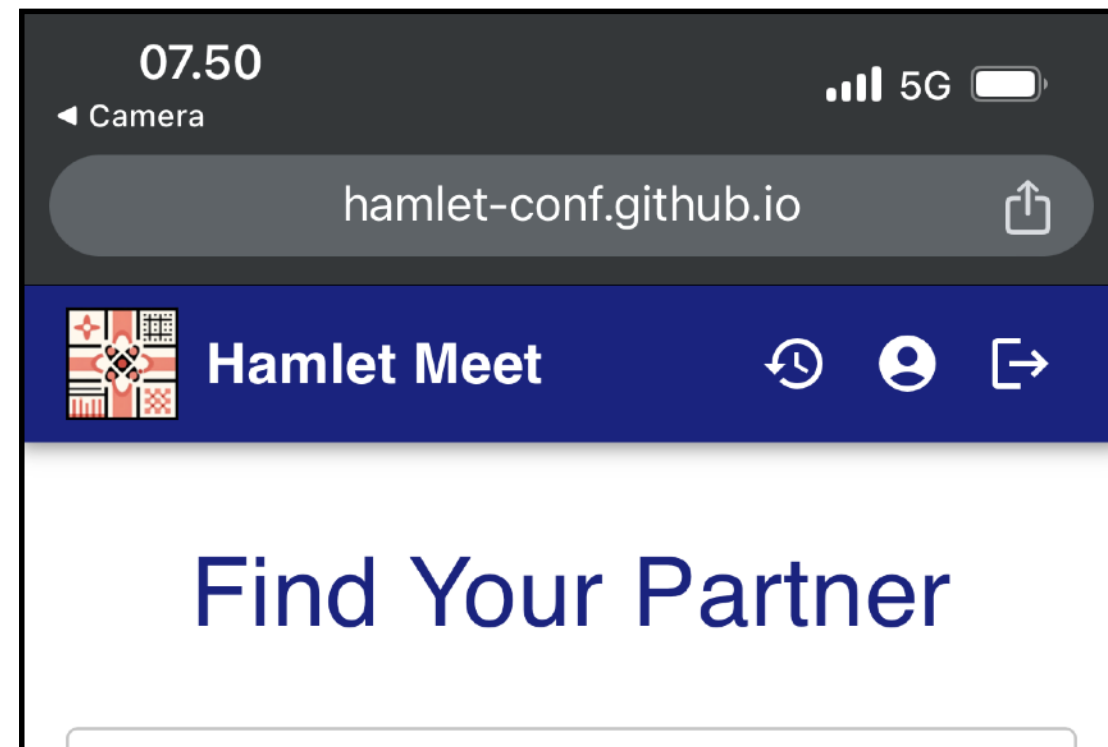 07.50
5G
◀ Camera
hamlet-conf.github.io
Hamlet Meet
Find Your Partner